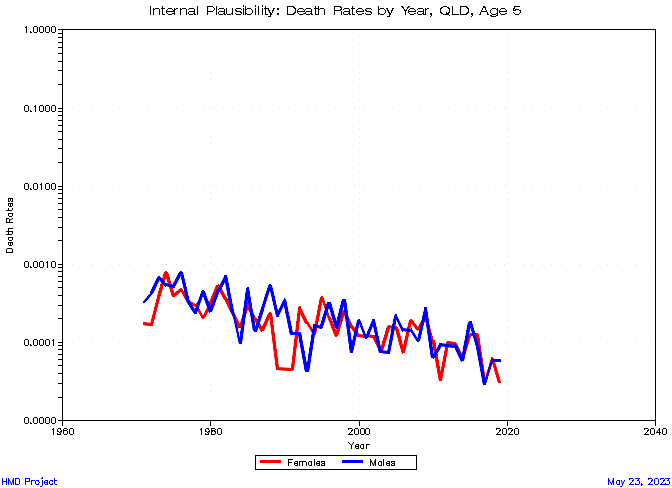 Internal Plausibility: Death Rates by Year, QLD, Age 5
1.0000
0.1000
0.0100
0.0010
0.0001
0.0000
Death Rates
1960 1980 2000 2020 2040
Year
Females Males
HMD Project May 23, 2023